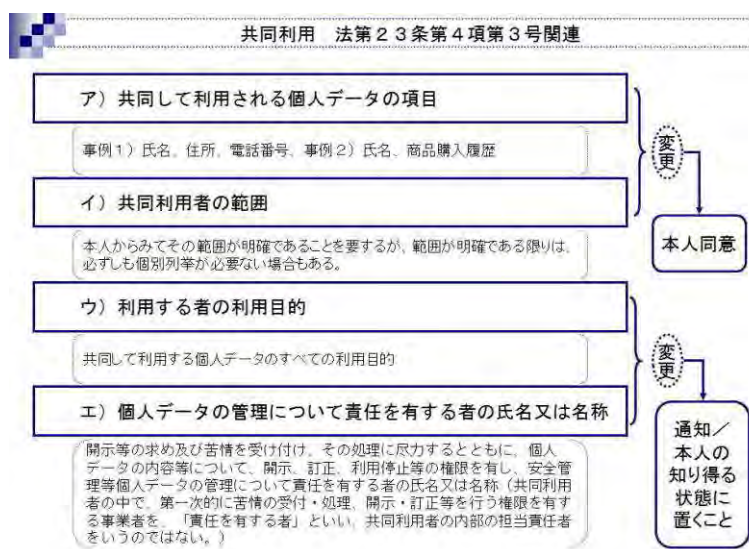 共同利用 法第23条第4項第3号関連
ア）共同して利用される個人データの項目
事例１）氏名、住所、電話番号、事例２）氏名、商品購入履歴
イ）共同利用者の範囲
本人からみてその範囲が明確であることを要するが、範囲が明確である限りは、
必ずしも個別列挙が必要ない場合もある。
変更
本人同意
ウ）利用する者の利用目的
共同して利用する個人データのすべての利用目的
エ）個人データの管理について責任を有する者の氏名又は名称
開示等の求め及び苦情を受け付け、その処理に尽力するとともに、個人
データの内容等について、開示、訂正、利用停止等の権限を有し、安全管
理等個人データの管理について責任を有する者の氏名又は名称（共同利用
者の中で、第一次的に苦情の受付・処理、開示・訂正等を行う権限を有す
る事業者を、「責任を有する者」といい、共同利用者の内部の担当責任者
をいうのではない。）
変更
通知／
本人の
知り得る
状態に
置くこと